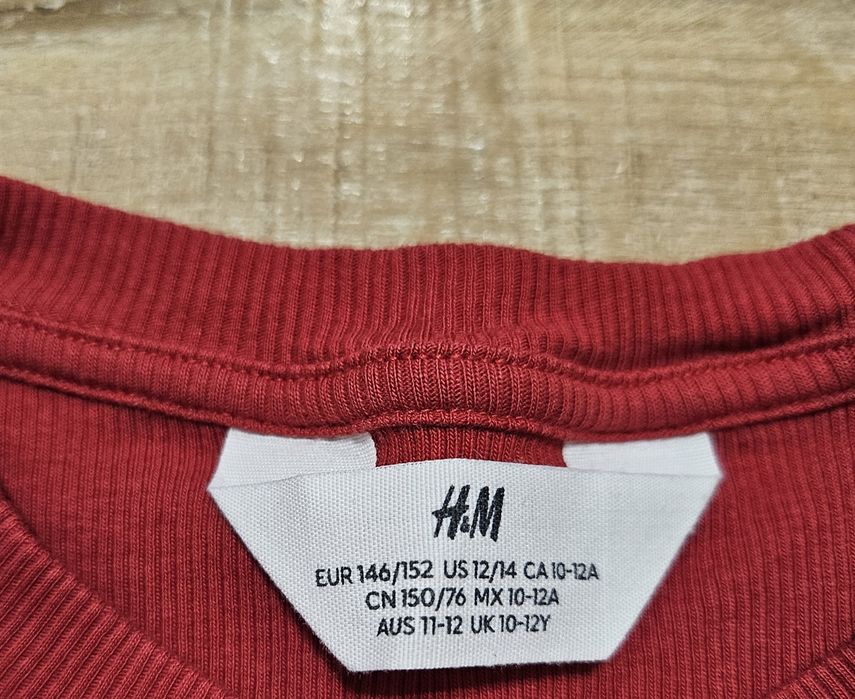 H&M
EUR 146/152 US 12/14 CA 10-12A
CN 150/76 MX 10-12A
AUS 11-12 UK 10-12Y